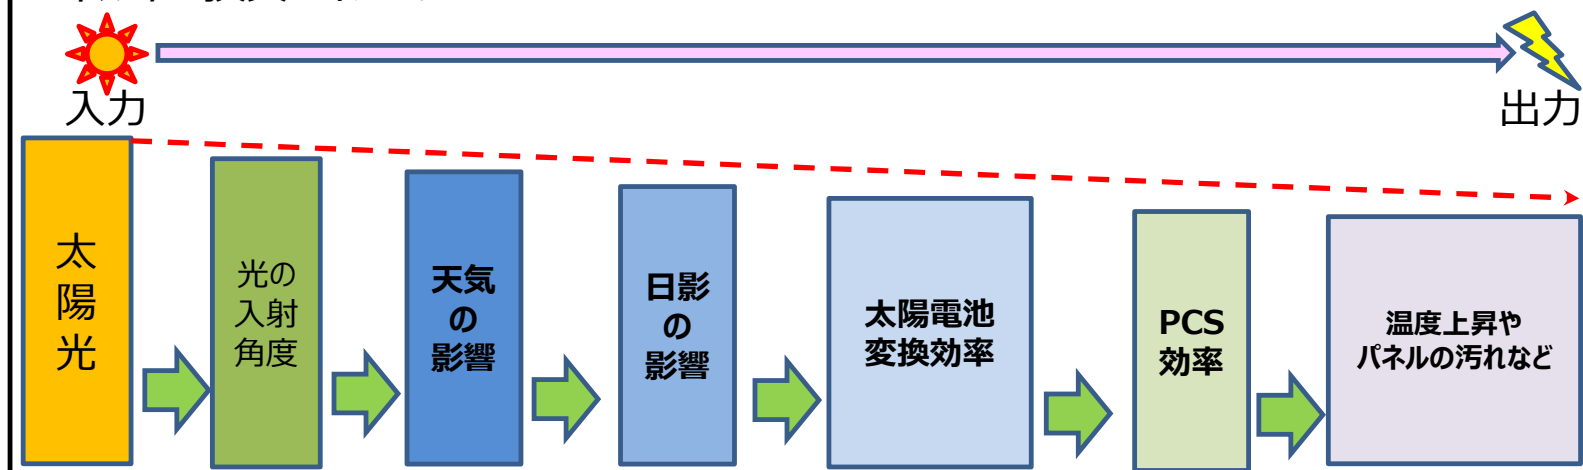 入力
出力
太
陽
光
光の
入射
角度
天気
の
影響
日影
の
影響
太陽電池
変換効率
PCS
効率
温度上昇や
パネルの汚れなど